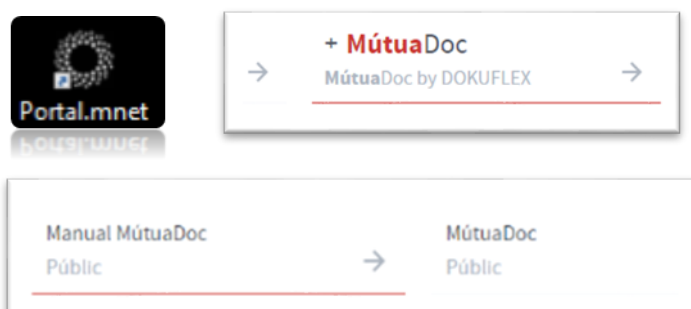 Portal.mnet
+ MútuaDoc
MútuaDoc by DOKUFLEX
Manual MútuaDoc
Públic
MútuaDoc
Públic